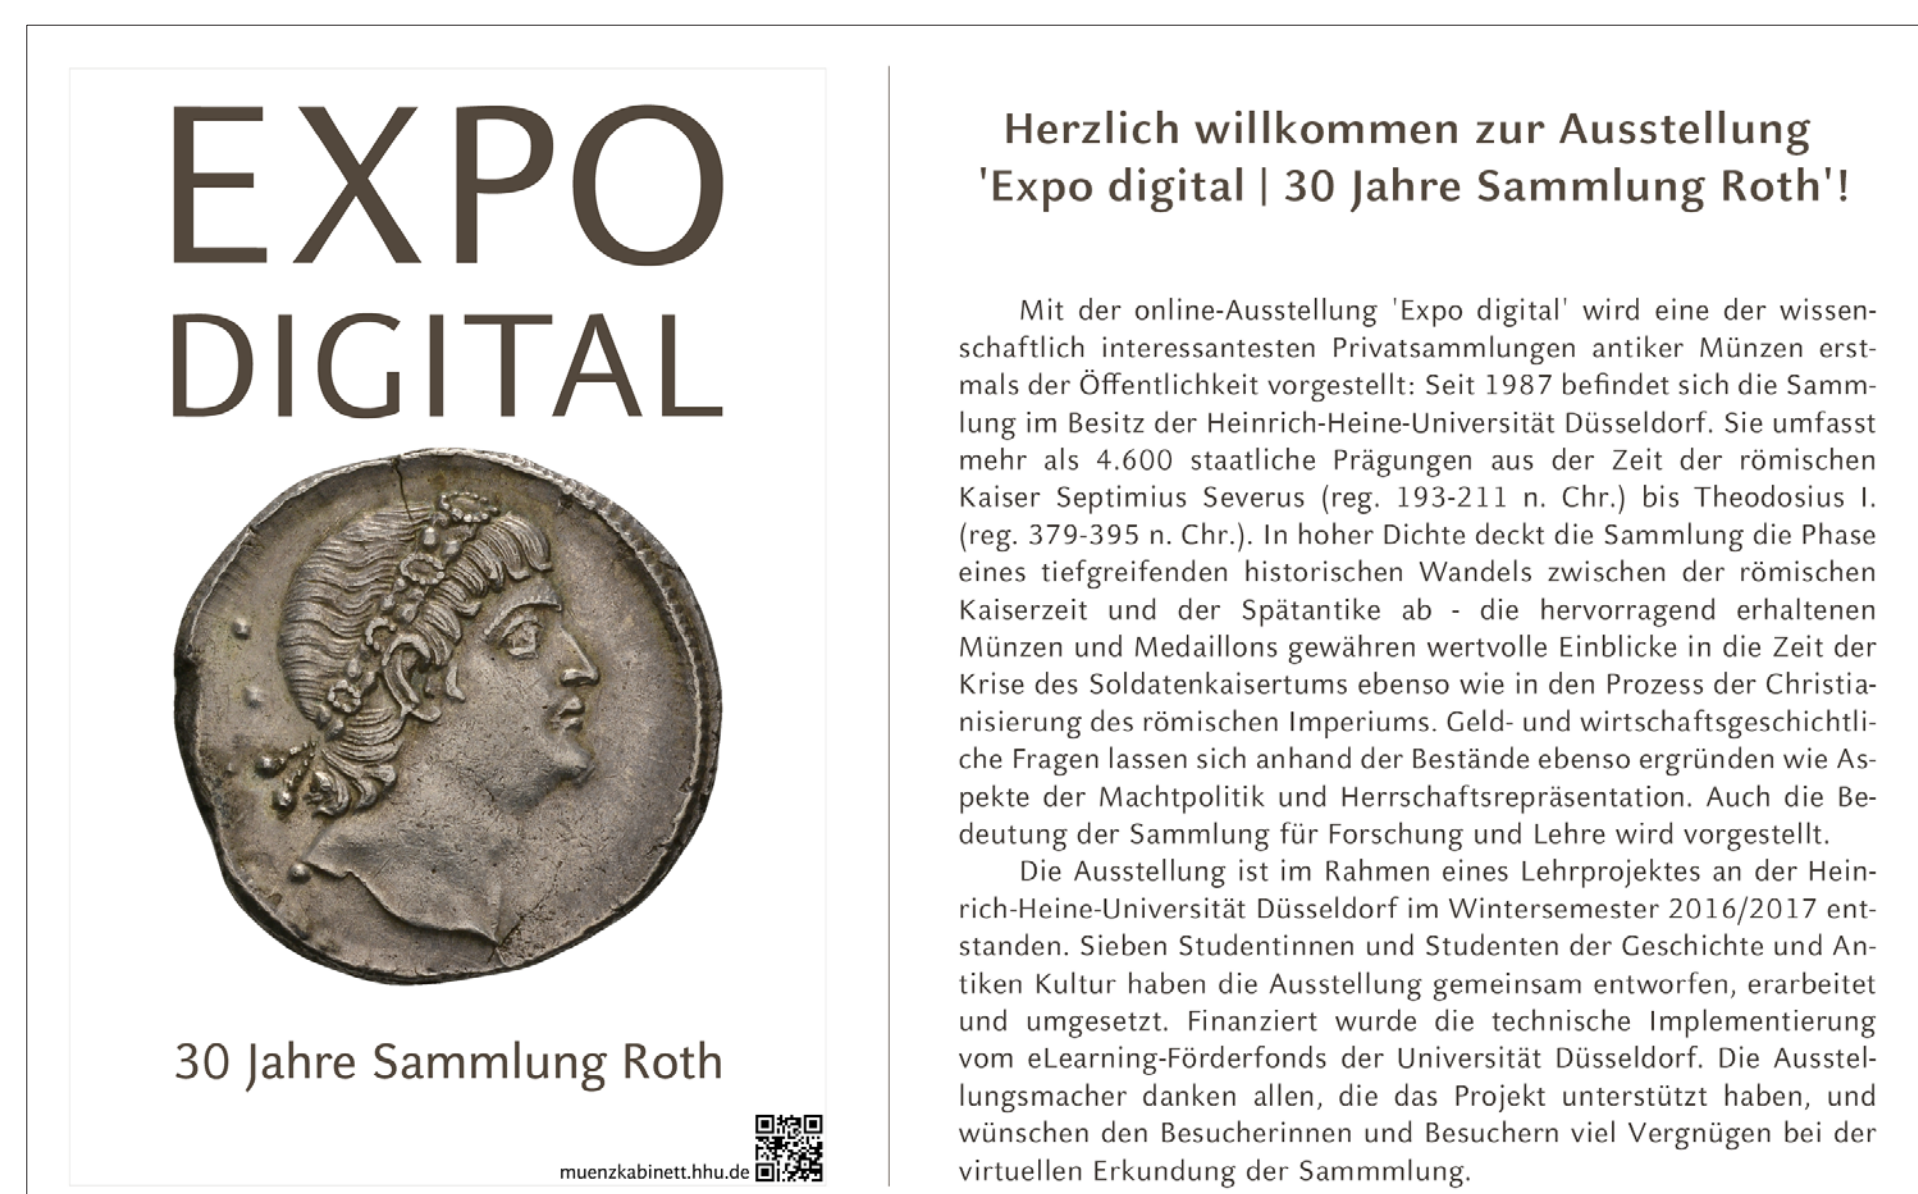 EXPO
DIGITAL
30 Jahre Sammlung Roth
muenzkabinett.hhu.de
Herzlich willkommen zur Ausstellung
'Expo digital | 30 Jahre Sammlung Roth'!
Mit der online-Ausstellung 'Expo digital' wird eine der wissen-
schaftlich interessantesten Privatsammlungen antiker Münzen erst-
mals der Öffentlichkeit vorgestellt: Seit 1987 befindet sich die Samm-
lung im Besitz der Heinrich-Heine-Universität Düsseldorf. Sie umfasst
mehr als 4.600 staatliche Prägungen aus der Zeit der römischen
Kaiser Septimius Severus (reg. 193-211 n. Chr.) bis Theodosius I.
(reg. 379-395 n. Chr.). In hoher Dichte deckt die Sammlung die Phase
eines tiefgreifenden historischen Wandels zwischen der römischen
Kaiserzeit und der Spätantike ab - die hervorragend erhaltenen
Münzen und Medaillons gewähren wertvolle Einblicke in die Zeit der
Krise des Soldatenkaisertums ebenso wie in den Prozess der Christia-
nisierung des römischen Imperiums. Geld- und wirtschaftsgeschichtli-
che Fragen lassen sich anhand der Bestände ebenso ergründen wie As-
pekte der Machtpolitik und Herrschaftsrepräsentation. Auch die Be-
deutung der Sammlung für Forschung und Lehre wird vorgestellt.
Die Ausstellung ist im Rahmen eines Lehrprojektes an der Hein-
rich-Heine-Universität Düsseldorf im Wintersemester 2016/2017 ent-
standen. Sieben Studentinnen und Studenten der Geschichte und An-
tiken Kultur haben die Ausstellung gemeinsam entworfen, erarbeitet
und umgesetzt. Finanziert wurde die technische Implementierung
vom eLearning-Förderfonds der Universität Düsseldorf. Die Ausstel-
lungsmacher danken allen, die das Projekt unterstützt haben, und
wünschen den Besucherinnen und Besuchern viel Vergnügen bei der
virtuellen Erkundung der Sammmlung.